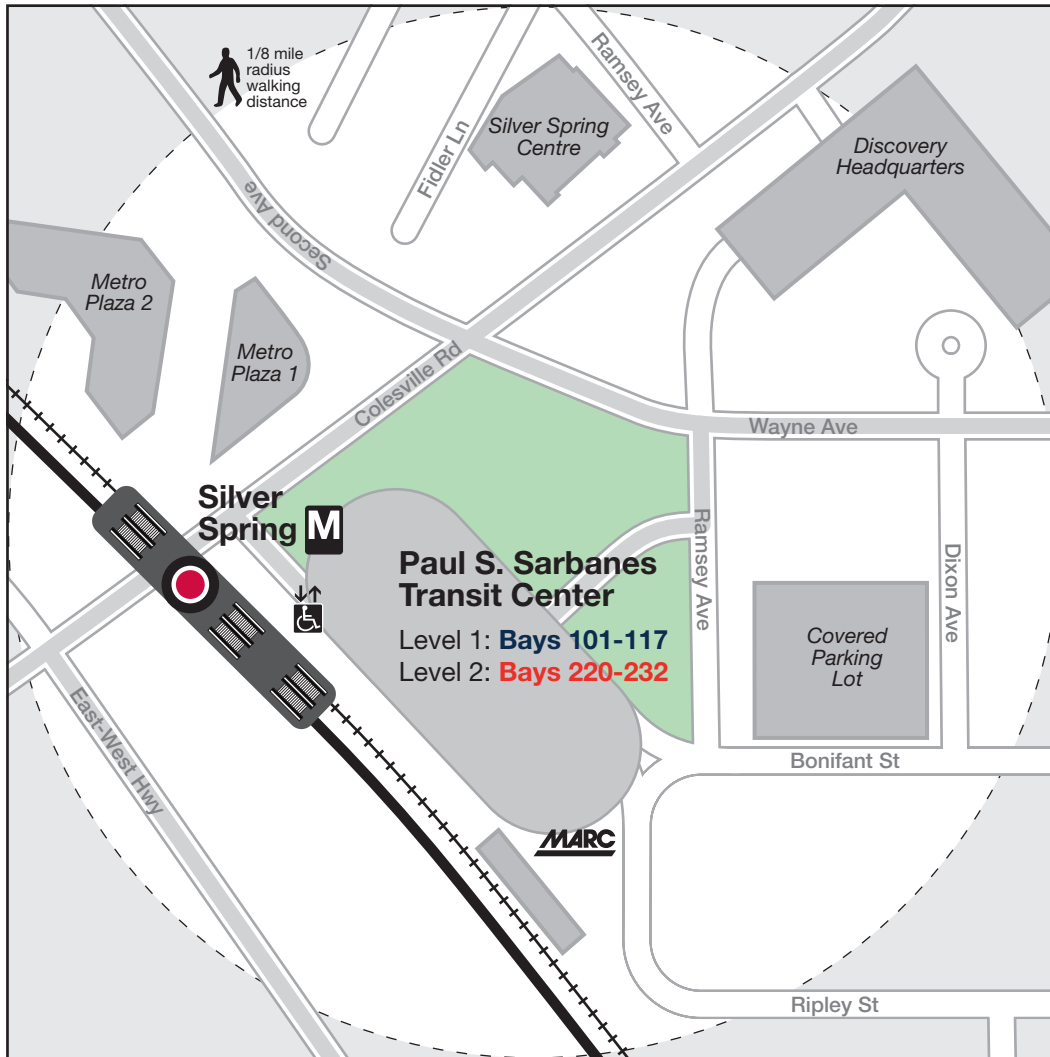 1/8 mile
radius
walking
distance
Ramsey Ave
Silver Spring
Centre
Fidler Ln
Discovery
Headquarters
Second Ave
Metro
Plaza 2
Metro
Plaza 1
Colesville Rd
Wayne Ave
Silver
Spring M
Paul S. Sarbanes
Transit Center
Level 1: Bays 101-117
Level 2: Bays 220-232
Ramsey Ave
Dixon Ave
Covered
Parking
Lot
East-West Hwy
Bonifant St
MARC
Ripley St